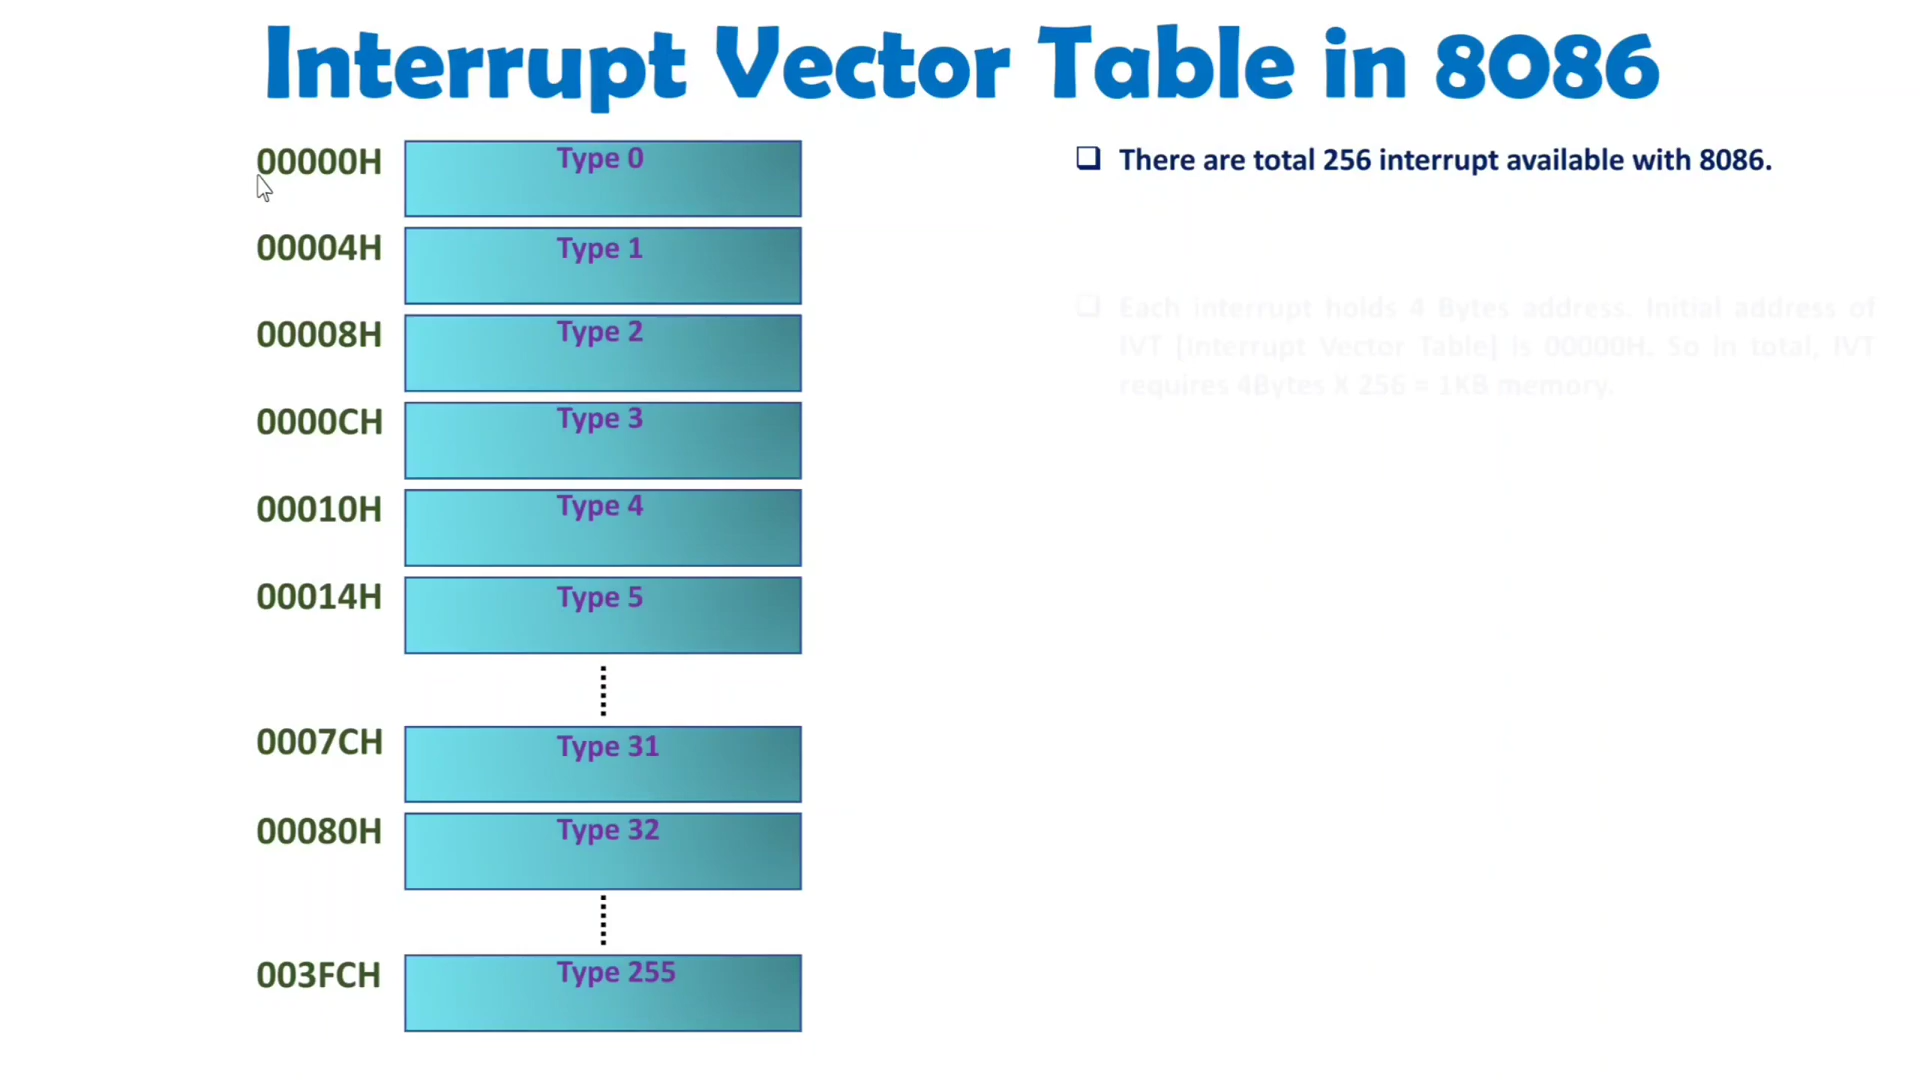 Interrupt Vector Table in 8086
00000H Type 0
00004H Type 1
00008H Type 2
0000CH Type 3
00010H Type 4
00014H Type 5
0007CH Type 31
00080H Type 32
003FCH Type 255
There are total 256 interrupt available with 8086.
Each interrupt holds 4 Bytes address. Initial address of
IVT [Interrupt Vector Table] is 00000H. So in total, IVT
requires 4Bytes X 256 = 1KB memory.